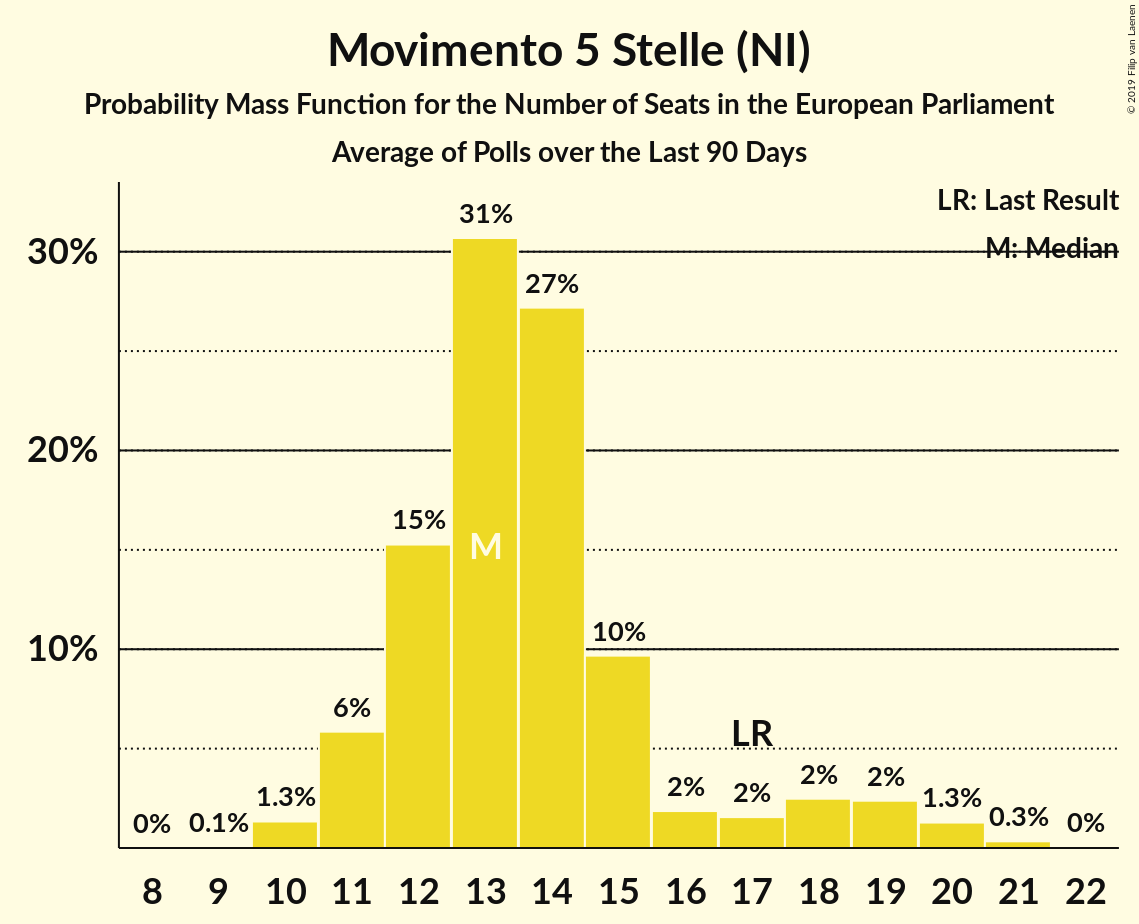 Movimento 5 Stelle (NI)
Probability Mass Function for the Number of Seats in the European Parliament
Average of Polls over the Last 90 Days
© 2019 Filip van Laenen
LR: Last Result
M: Median
30%
20%
10%
0%
0.1%
1.3%
6%
15%
31%
27%
10%
2%
2%
2%
2%
1.3%
0.3%
0%
M
LR
8 9 10 11 12 13 14 15 16 17 18 19 20 21 22